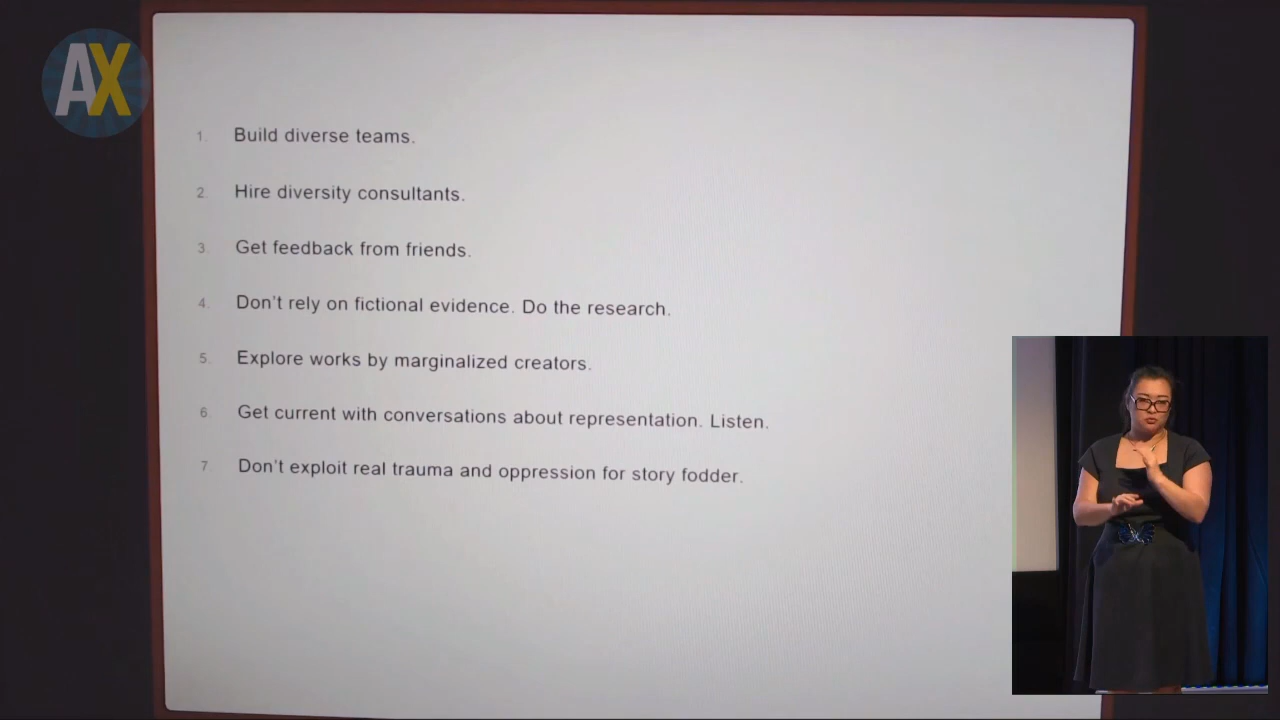 AX
1. Build diverse teams.
2. Hire diversity consultants.
3. Get feedback from friends.
4. Don't rely on fictional evidence. Do the research.
5. Explore works by marginalized creators.
6. Get current with conversations about representation. Listen.
7. Don't exploit real trauma and oppression for story fodder.